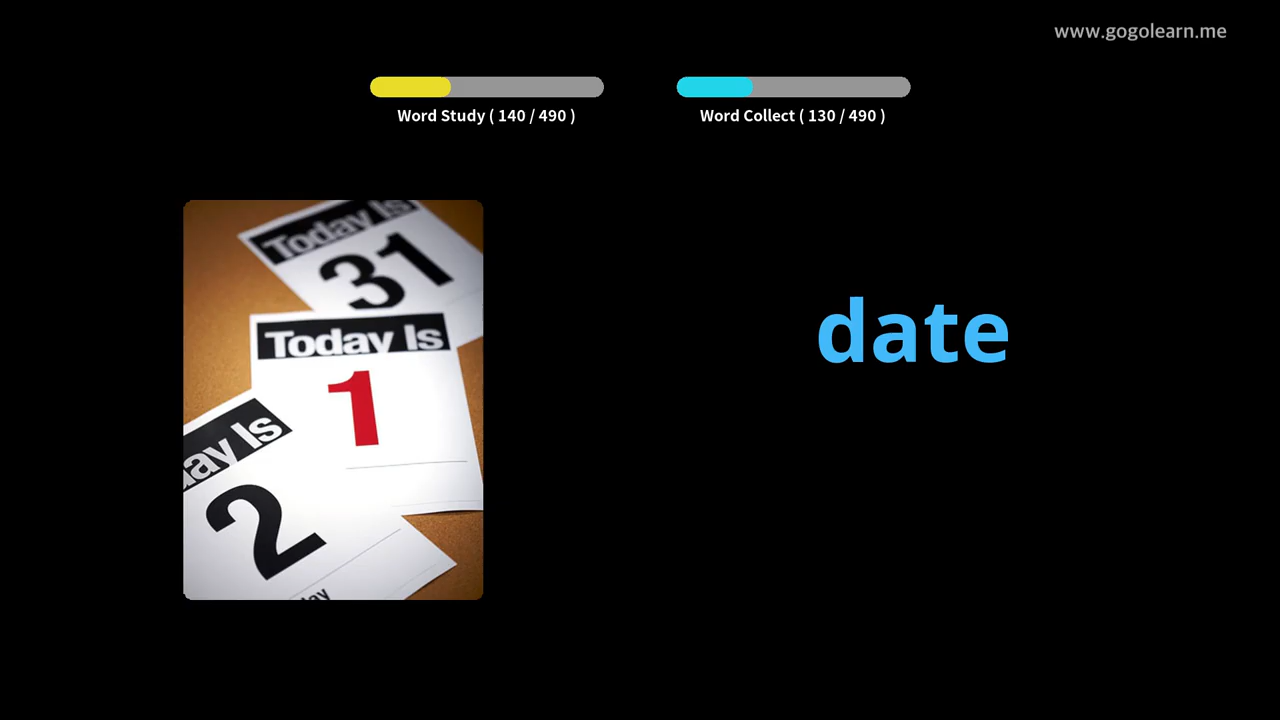 www.gogolearn.me
Word Study ( 140 / 490 )
Word Collect ( 130 / 490 )
Today Is
31
Today Is
1
date
ay Is
2
ay